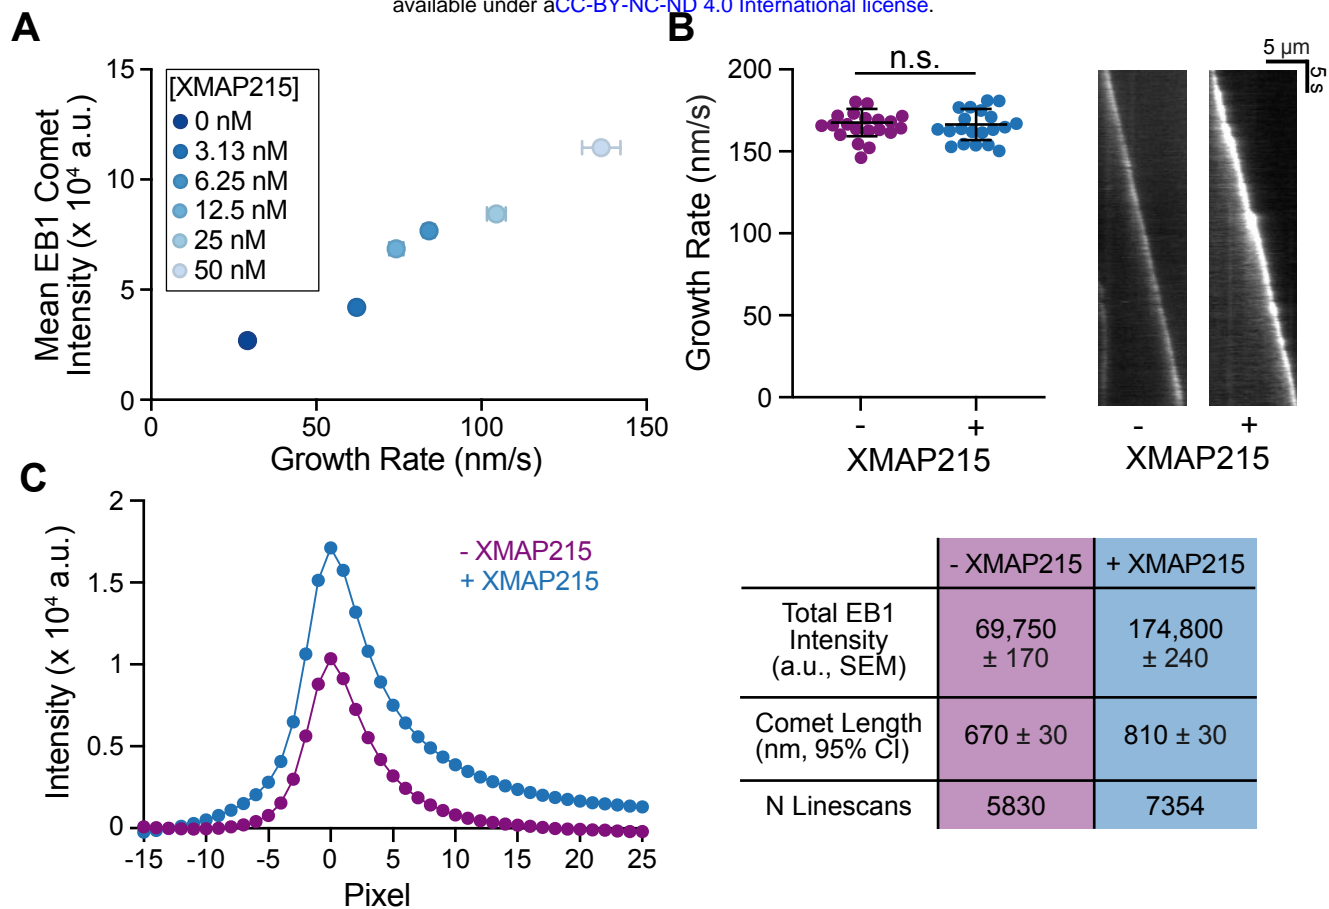 available under aCC-BY-NC-ND 4.0 International license.
A
Mean EB1 Comet
Intensity (x 10⁴ a.u.)
15
10
5
0
[XMAP215]
0 nM
3.13 nM
6.25 nM
12.5 nM
25 nM
50 nM
0
50
100
150
Growth Rate (nm/s)
B
Growth Rate (nm/s)
200
150
100
50
0
n.s.
-
+
XMAP215
5 µm
5 s
-
+
XMAP215
C
Intensity (x 10⁴ a.u.)
2
1.5
1
0.5
0
- XMAP215
+ XMAP215
-15
-10
-5
0
5
10
15
20
25
Pixel
- XMAP215
+ XMAP215
Total EB1
Intensity
(a.u., SEM)
69,750
± 170
174,800
± 240
Comet Length
(nm, 95% CI)
670 ± 30
810 ± 30
N Linescans
5830
7354